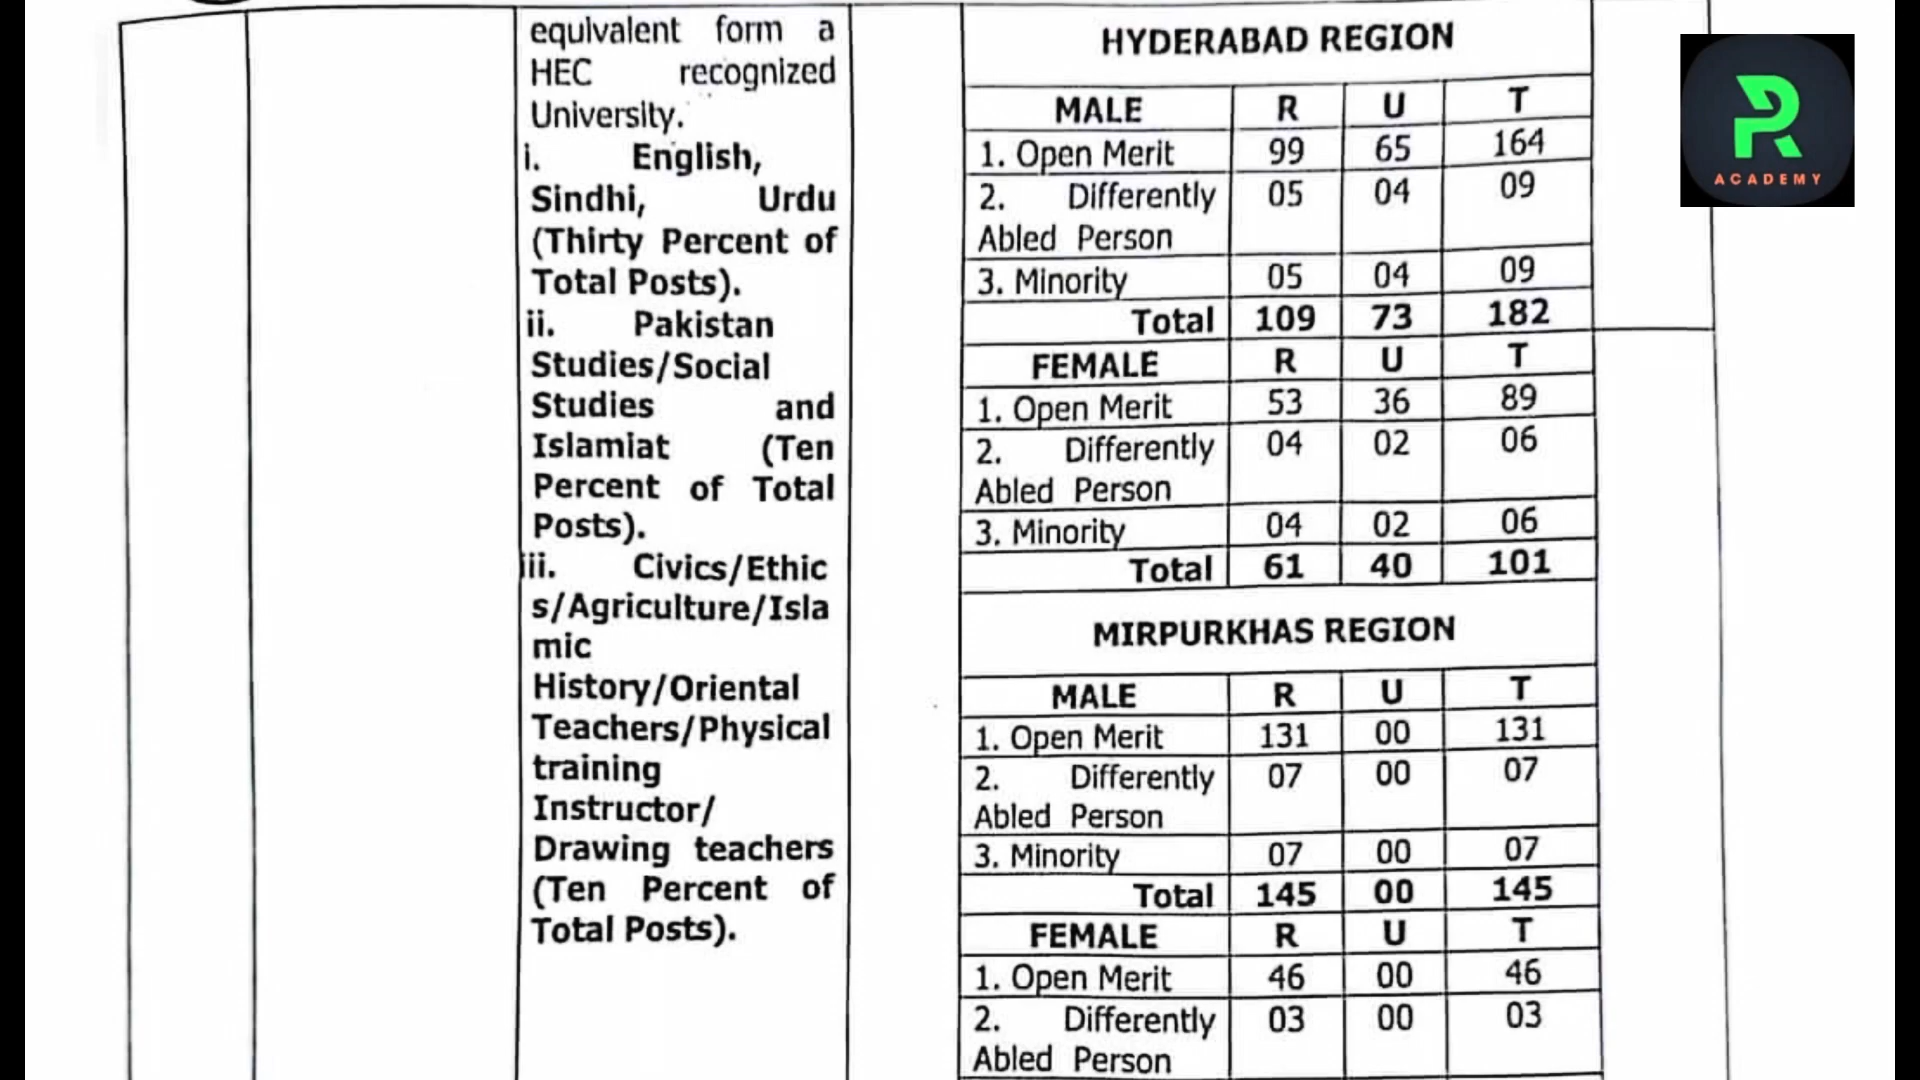 equivalent form a
HEC recognized
University.
i. English,
Sindhi, Urdu
(Thirty Percent of
Total Posts).
ii. Pakistan
Studies/Social
Studies and
Islamiat (Ten
Percent of Total
Posts).
iii. Civics/Ethic
s/Agriculture/Isla
mic
History/Oriental
Teachers/Physical
training
Instructor/
Drawing teachers
(Ten Percent of
Total Posts).
HYDERABAD REGION
MALE R U T
1. Open Merit 99 65 164
2. Differently 05 04 09
Abled Person
3. Minority 05 04 09
Total 109 73 182
FEMALE R U T
1. Open Merit 53 36 89
2. Differently 04 02 06
Abled Person
3. Minority 04 02 06
Total 61 40 101
MIRPURKHAS REGION
MALE R U T
1. Open Merit 131 00 131
2. Differently 07 00 07
Abled Person
3. Minority 07 00 07
Total 145 00 145
FEMALE R U T
1. Open Merit 46 00 46
2. Differently 03 00 03
Abled Person
R
ACADEMY